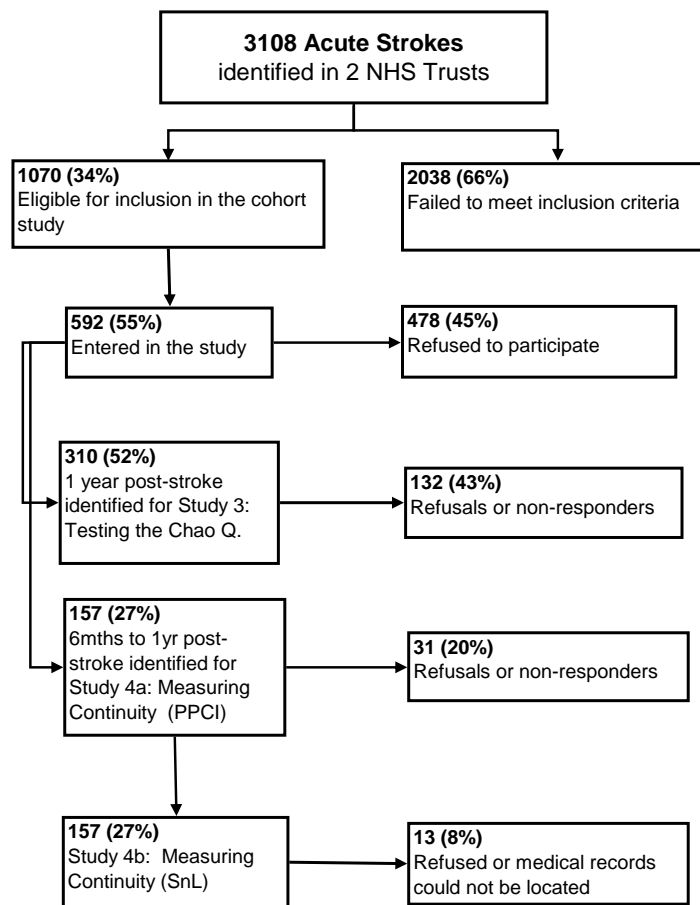 3108 Acute Strokes
identified in 2 NHS Trusts
1070 (34%)
Eligible for inclusion in the cohort
study
2038 (66%)
Failed to meet inclusion criteria
592 (55%)
Entered in the study
478 (45%)
Refused to participate
310 (52%)
1 year post-stroke
identified for Study 3:
Testing the Chao Q.
132 (43%)
Refusals or non-responders
157 (27%)
6mths to 1yr post-
stroke identified for
Study 4a: Measuring
Continuity (PPCI)
31 (20%)
Refusals or non-responders
157 (27%)
Study 4b: Measuring
Continuity (SnL)
13 (8%)
Refused or medical records
could not be located